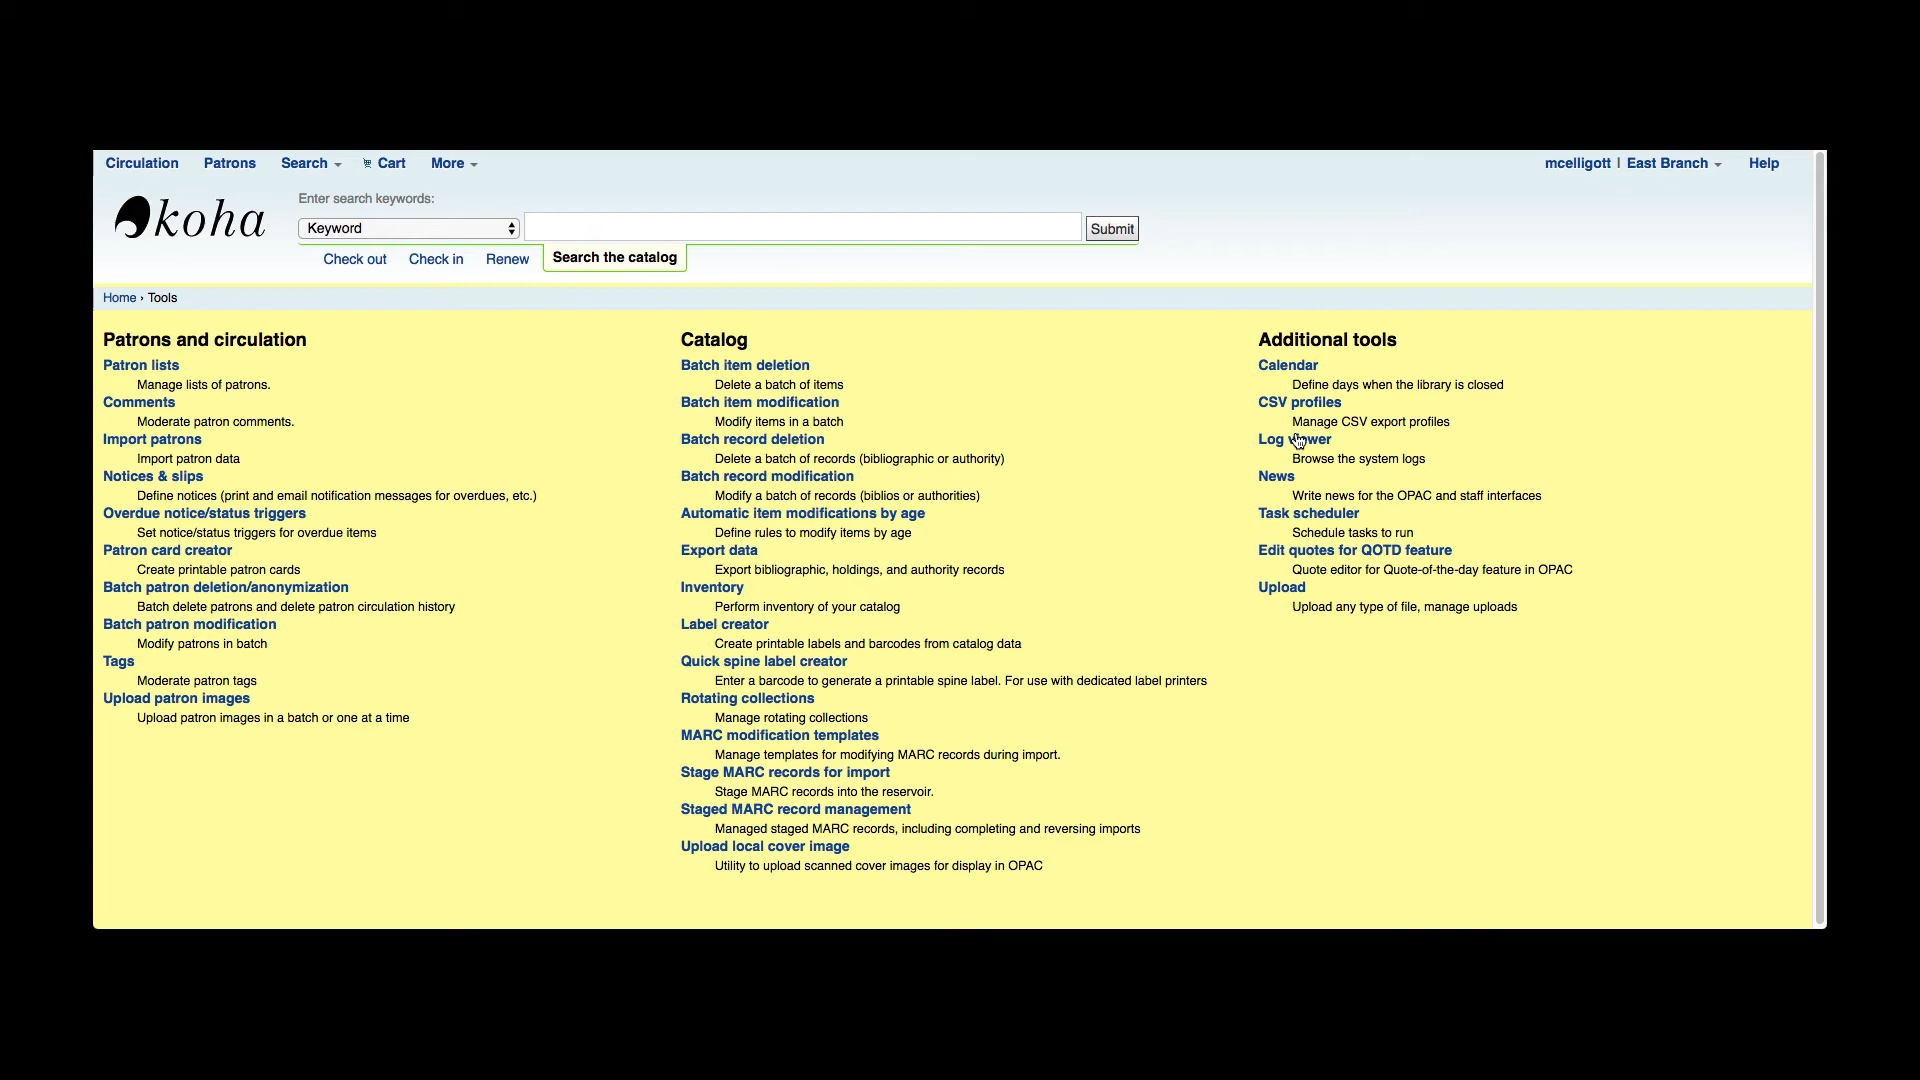 Circulation Patrons Search Cart More mcelligott | East Branch Help
koha
Enter search keywords:
Keyword Submit
Check out Check in Renew Search the catalog
Home › Tools
Patrons and circulation
Patron lists
Manage lists of patrons.
Comments
Moderate patron comments.
Import patrons
Import patron data
Notices & slips
Define notices (print and email notification messages for overdues, etc.)
Overdue notice/status triggers
Set notice/status triggers for overdue items
Patron card creator
Create printable patron cards
Batch patron deletion/anonymization
Batch delete patrons and delete patron circulation history
Batch patron modification
Modify patrons in batch
Tags
Moderate patron tags
Upload patron images
Upload patron images in a batch or one at a time
Catalog
Batch item deletion
Delete a batch of items
Batch item modification
Modify items in a batch
Batch record deletion
Delete a batch of records (bibliographic or authority)
Batch record modification
Modify a batch of records (biblios or authorities)
Automatic item modifications by age
Define rules to modify items by age
Export data
Export bibliographic, holdings, and authority records
Inventory
Perform inventory of your catalog
Label creator
Create printable labels and barcodes from catalog data
Quick spine label creator
Enter a barcode to generate a printable spine label. For use with dedicated label printers
Rotating collections
Manage rotating collections
MARC modification templates
Manage templates for modifying MARC records during import.
Stage MARC records for import
Stage MARC records into the reservoir.
Staged MARC record management
Managed staged MARC records, including completing and reversing imports
Upload local cover image
Utility to upload scanned cover images for display in OPAC
Additional tools
Calendar
Define days when the library is closed
CSV profiles
Manage CSV export profiles
Log viewer
Browse the system logs
News
Write news for the OPAC and staff interfaces
Task scheduler
Schedule tasks to run
Edit quotes for QOTD feature
Quote editor for Quote-of-the-day feature in OPAC
Upload
Upload any type of file, manage uploads